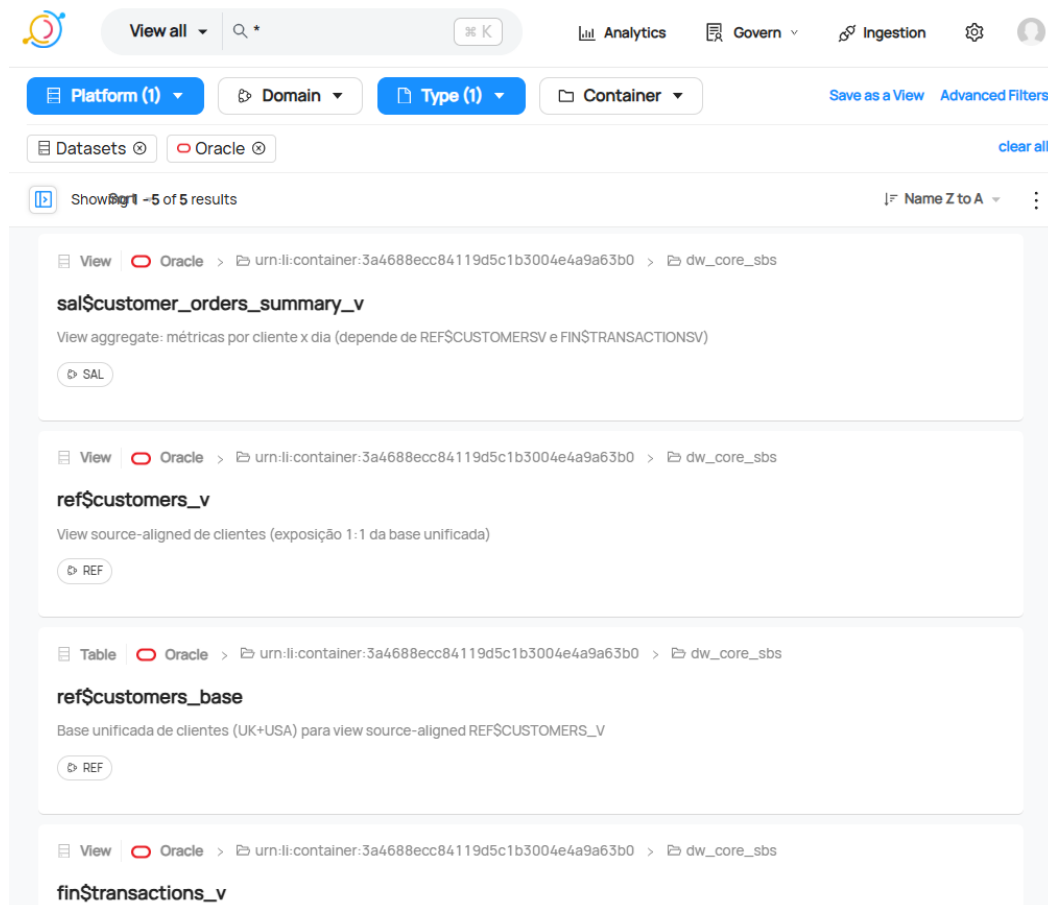 View all * ⌘ K Analytics Govern Ingestion
Platform (1) Domain Type (1) Container Save as a View Advanced Filters
Datasets Oracle clear all
Showing 1 - 5 of 5 results Sort Name Z to A
View Oracle > urn:li:container:3a4688ecc84119d5c1b3004e4a9a63b0 > dw_core_sbs
sal$customer_orders_summary_v
View aggregate: métricas por cliente x dia (depende de REF$CUSTOMERSV e FIN$TRANSACTIONSV)
SAL
View Oracle > urn:li:container:3a4688ecc84119d5c1b3004e4a9a63b0 > dw_core_sbs
ref$customers_v
View source-aligned de clientes (exposição 1:1 da base unificada)
REF
Table Oracle > urn:li:container:3a4688ecc84119d5c1b3004e4a9a63b0 > dw_core_sbs
ref$customers_base
Base unificada de clientes (UK+USA) para view source-aligned REF$CUSTOMERS_V
REF
View Oracle > urn:li:container:3a4688ecc84119d5c1b3004e4a9a63b0 > dw_core_sbs
fin$transactions_v